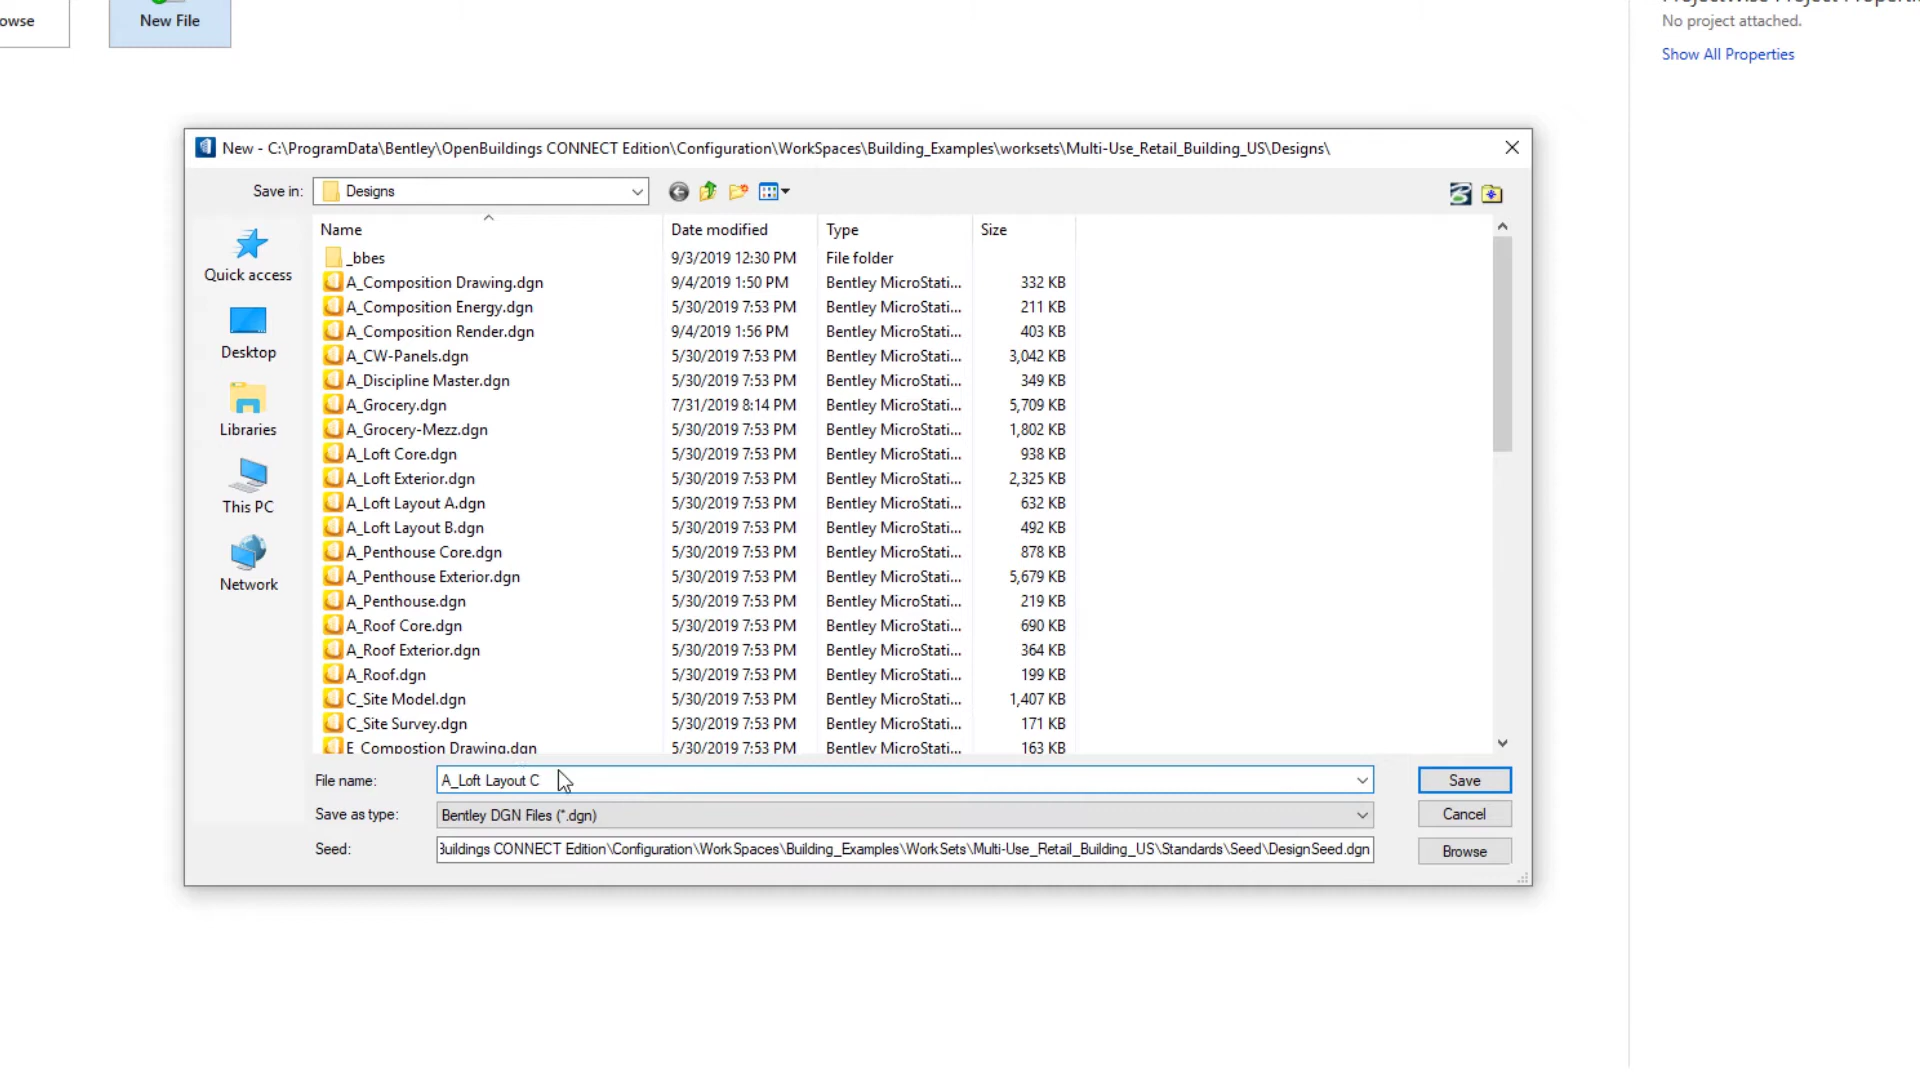 owse
New File
No project attached.
Show All Properties
New - C:\ProgramData\Bentley\OpenBuildings CONNECT Edition\Configuration\WorkSpaces\Building_Examples\worksets\Multi-Use_Retail_Building_US\Designs\
Save in: Designs
Name Date modified Type Size
_bbes 9/3/2019 12:30 PM File folder
A_Composition Drawing.dgn 9/4/2019 1:50 PM Bentley MicroStati... 332 KB
A_Composition Energy.dgn 5/30/2019 7:53 PM Bentley MicroStati... 211 KB
A_Composition Render.dgn 9/4/2019 1:56 PM Bentley MicroStati... 403 KB
A_CW-Panels.dgn 5/30/2019 7:53 PM Bentley MicroStati... 3,042 KB
A_Discipline Master.dgn 5/30/2019 7:53 PM Bentley MicroStati... 349 KB
A_Grocery.dgn 7/31/2019 8:14 PM Bentley MicroStati... 5,709 KB
A_Grocery-Mezz.dgn 5/30/2019 7:53 PM Bentley MicroStati... 1,802 KB
A_Loft Core.dgn 5/30/2019 7:53 PM Bentley MicroStati... 938 KB
A_Loft Exterior.dgn 5/30/2019 7:53 PM Bentley MicroStati... 2,325 KB
A_Loft Layout A.dgn 5/30/2019 7:53 PM Bentley MicroStati... 632 KB
A_Loft Layout B.dgn 5/30/2019 7:53 PM Bentley MicroStati... 492 KB
A_Penthouse Core.dgn 5/30/2019 7:53 PM Bentley MicroStati... 878 KB
A_Penthouse Exterior.dgn 5/30/2019 7:53 PM Bentley MicroStati... 5,679 KB
A_Penthouse.dgn 5/30/2019 7:53 PM Bentley MicroStati... 219 KB
A_Roof Core.dgn 5/30/2019 7:53 PM Bentley MicroStati... 690 KB
A_Roof Exterior.dgn 5/30/2019 7:53 PM Bentley MicroStati... 364 KB
A_Roof.dgn 5/30/2019 7:53 PM Bentley MicroStati... 199 KB
C_Site Model.dgn 5/30/2019 7:53 PM Bentley MicroStati... 1,407 KB
C_Site Survey.dgn 5/30/2019 7:53 PM Bentley MicroStati... 171 KB
E_Compostion Drawing.dgn 5/30/2019 7:53 PM Bentley MicroStati... 163 KB
Quick access
Desktop
Libraries
This PC
Network
File name: A_Loft Layout C Save
Save as type: Bentley DGN Files (*.dgn) Cancel
Seed: Buildings CONNECT Edition\Configuration\WorkSpaces\Building_Examples\WorkSets\Multi-Use_Retail_Building_US\Standards\Seed\DesignSeed.dgn Browse